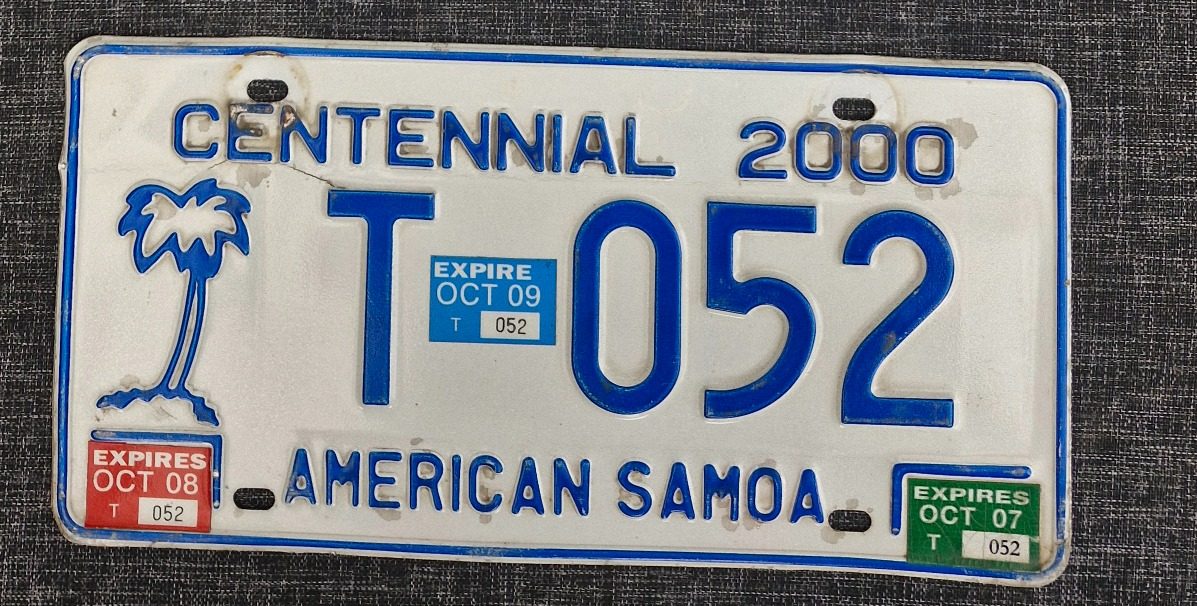 CENTENNIAL 2000
T 052
EXPIRE
OCT 09
T 052
AMERICAN SAMOA
EXPIRES
OCT 08
T 052
EXPIRES
OCT 07
T 052